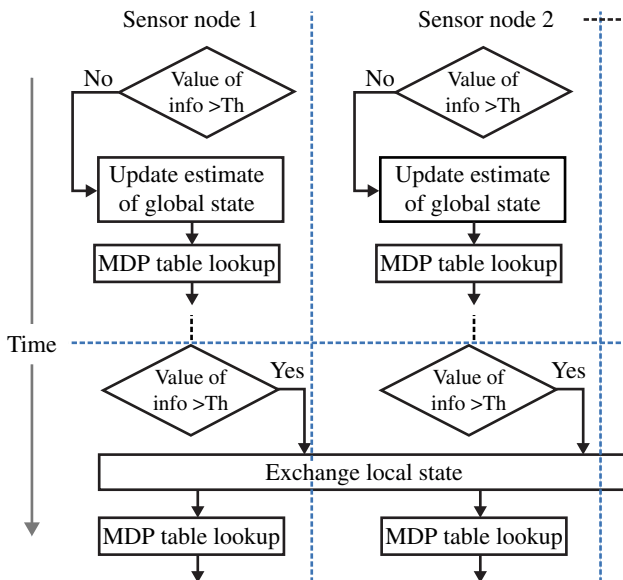 Sensor node 1
Sensor node 2
No
Value of
info >Th
No
Value of
info >Th
Update estimate
of global state
Update estimate
of global state
MDP table lookup
MDP table lookup
Time
Value of
info >Th
Yes
Value of
info >Th
Yes
Exchange local state
MDP table lookup
MDP table lookup